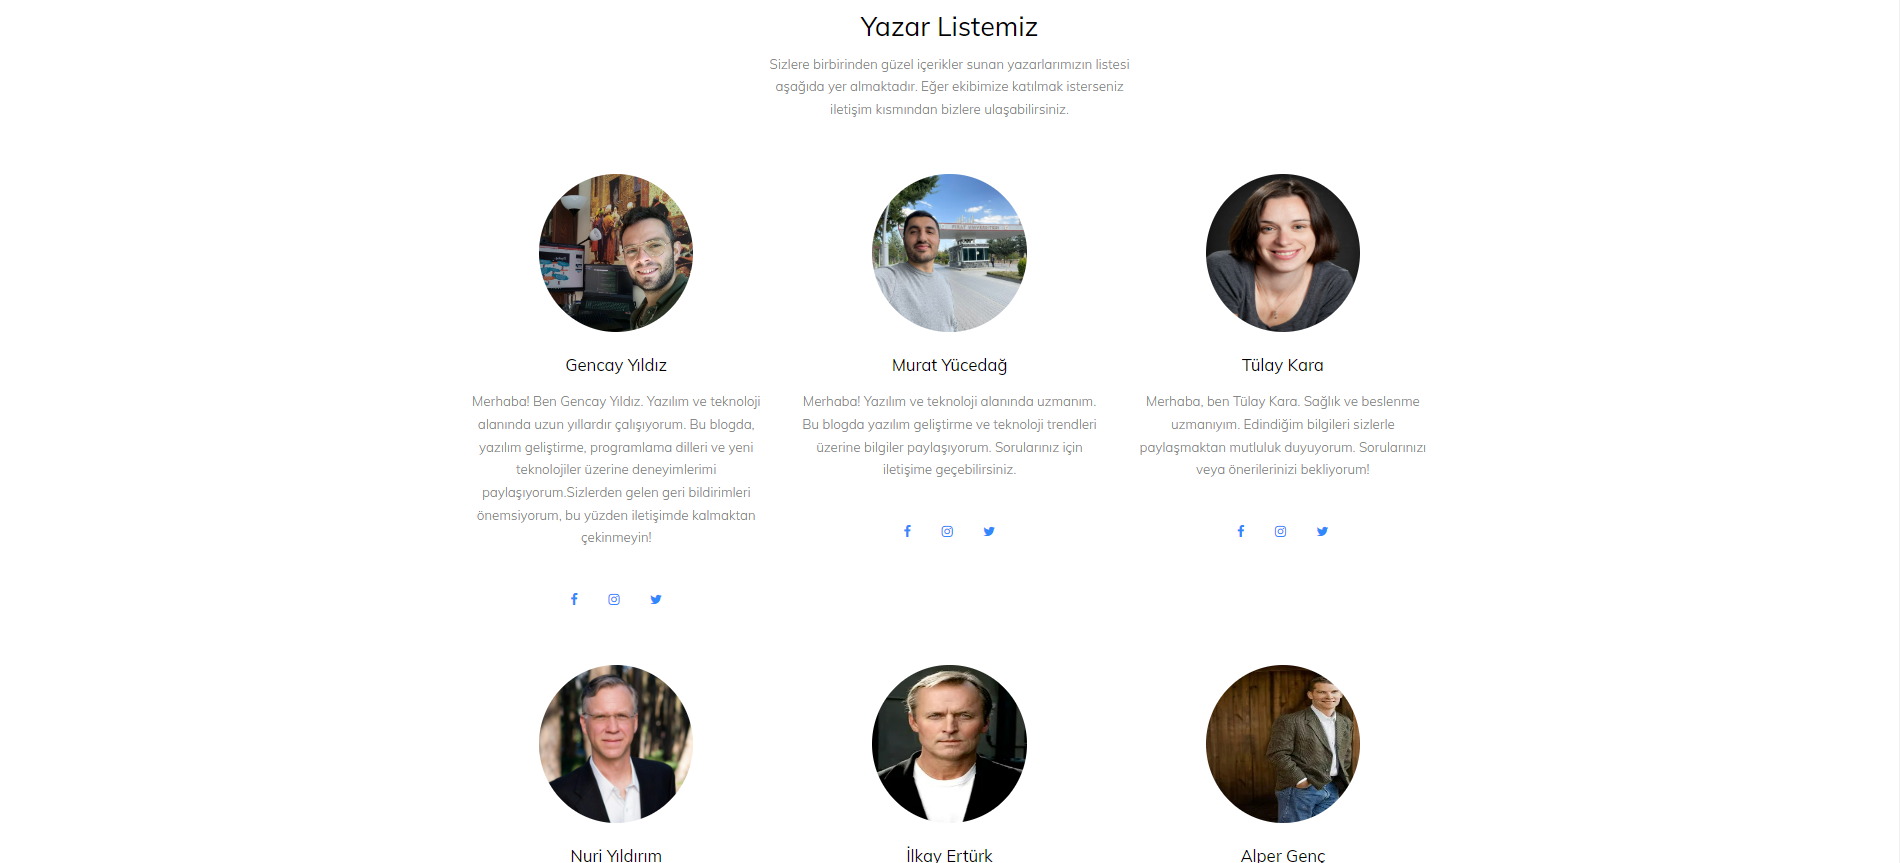 Yazar Listemiz
Sizlere birbirinden güzel içerikler sunan yazarlarımızın listesi
aşağıda yer almaktadır. Eğer ekibimize katılmak isterseniz
iletişim kısmından bizlere ulaşabilirsiniz.
Gencay Yıldız
Merhaba! Ben Gencay Yıldız. Yazılım ve teknoloji
alanında uzun yıllardır çalışıyorum. Bu blogda,
yazılım geliştirme, programlama dilleri ve yeni
teknolojiler üzerine deneyimlerimi
paylaşıyorum.Sizlerden gelen geri bildirimleri
önemsiyorum, bu yüzden iletişimde kalmaktan
çekinmeyin!
Murat Yücedağ
Merhaba! Yazılım ve teknoloji alanında uzmanım.
Bu blogda yazılım geliştirme ve teknoloji trendleri
üzerine bilgiler paylaşıyorum. Sorularınız için
iletişime geçebilirsiniz.
Tülay Kara
Merhaba, ben Tülay Kara. Sağlık ve beslenme
uzmanıyım. Edindiğim bilgileri sizlerle
paylaşmaktan mutluluk duyuyorum. Sorularınızı
veya önerilerinizi bekliyorum!
Nuri Yıldırım
İlkay Ertürk
Alper Genç